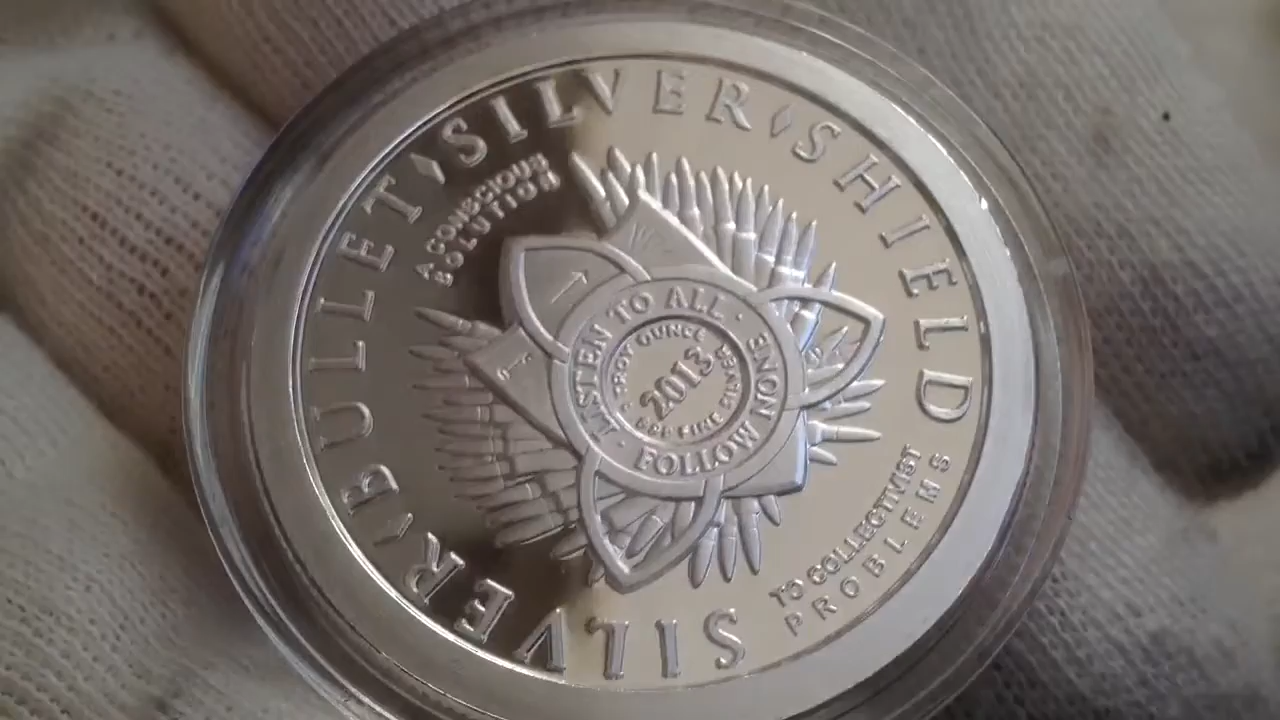 SILVER BULLET ♦ SILVER ♦ SHIELD
A CONSCIOUS
SOLUTION
TO COLLECTIVIST
PROBLEMS
LISTEN TO ALL ·
FOLLOW NONE ·
TROY OUNCE
2013
999 FINE SILVER